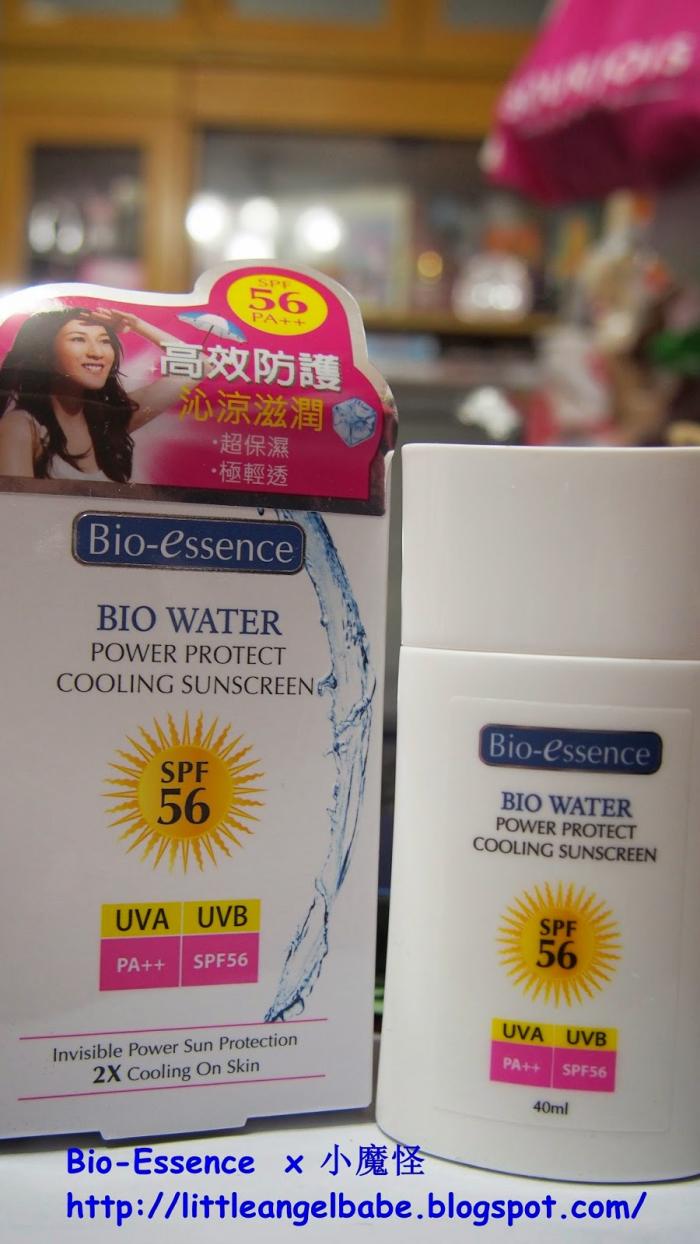 BOURJOIS
SPF
56
PA++
高效防護
沁涼滋潤
·超保濕
·極輕透
Bio-essence
BIO WATER
POWER PROTECT
COOLING SUNSCREEN
SPF
56
UVA UVB
PA++ SPF56
Invisible Power Sun Protection
2X Cooling On Skin
Bio-essence
BIO WATER
POWER PROTECT
COOLING SUNSCREEN
SPF
56
UVA UVB
PA++ SPF56
40ml
Bio-Essence x 小魔怪
http://littleangelbabe.blogspot.com/